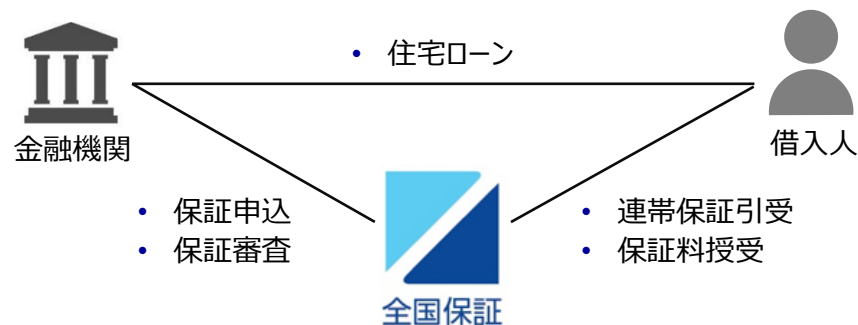 • 住宅ローン
金融機関
借入人
• 保証申込
• 保証審査
• 連帯保証引受
• 保証料授受
全国保証